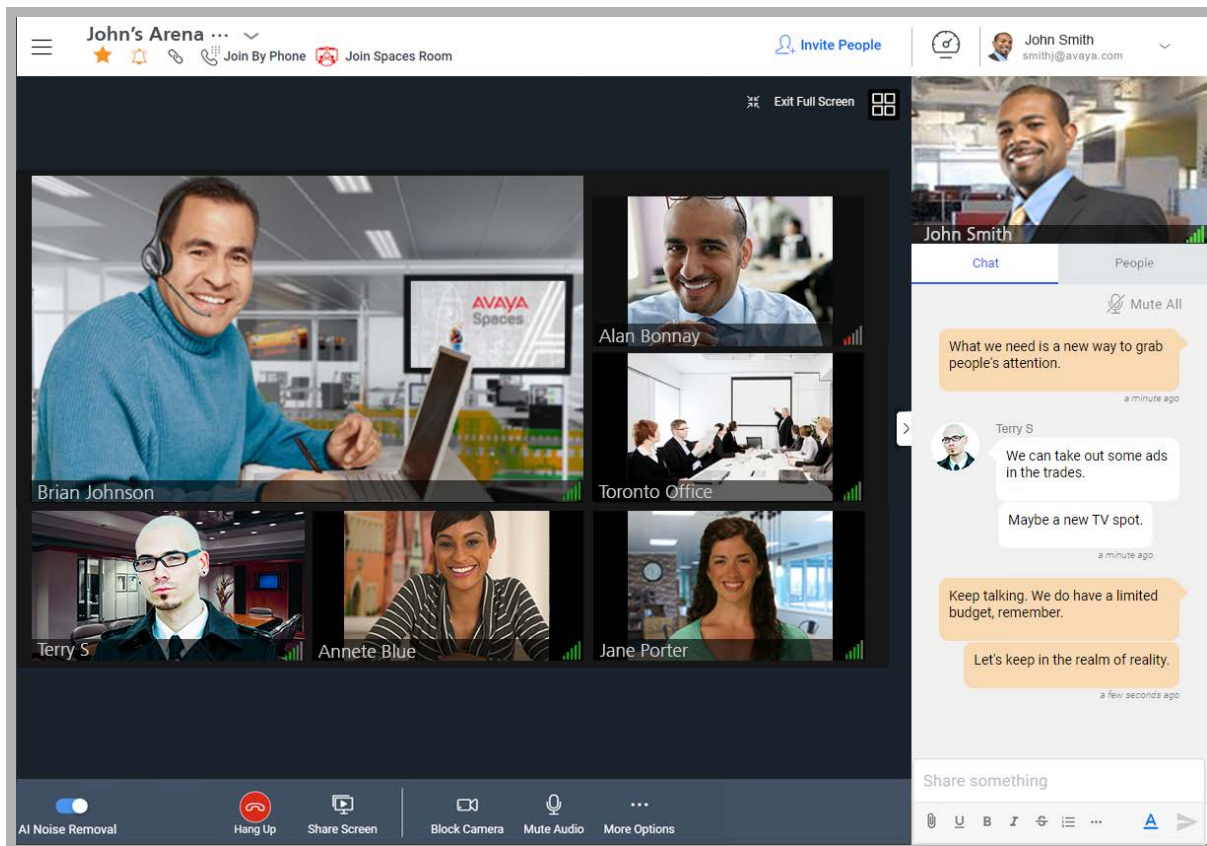 John's Arena ...
Join By Phone
Join Spaces Room
Invite People
John Smith
smithj@avaya.com
Exit Full Screen
AVAYA
Spaces
Brian Johnson
Alan Bonnay
Toronto Office
Terry S
Annete Blue
Jane Porter
John Smith
Chat
People
Mute All
What we need is a new way to grab
people's attention.
a minute ago
Terry S
We can take out some ads
in the trades.
Maybe a new TV spot.
a minute ago
Keep talking. We do have a limited
budget, remember.
Let's keep in the realm of reality.
a few seconds ago
Share something
U B I S ... A
AI Noise Removal
Hang Up
Share Screen
Block Camera
Mute Audio
More Options